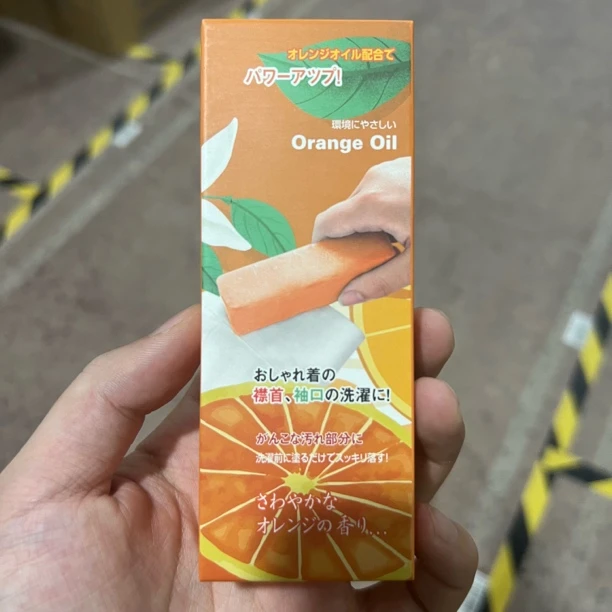 オレンジオイル配合で
パワーアツプ!
環境にやさしい
Orange Oil
おしゃれ着の
襟首、袖口の洗濯に!
がんこな汚れ部分に
洗濯前に塗るだけでスッキリ落す!
さわやかな
オレンジの香り...